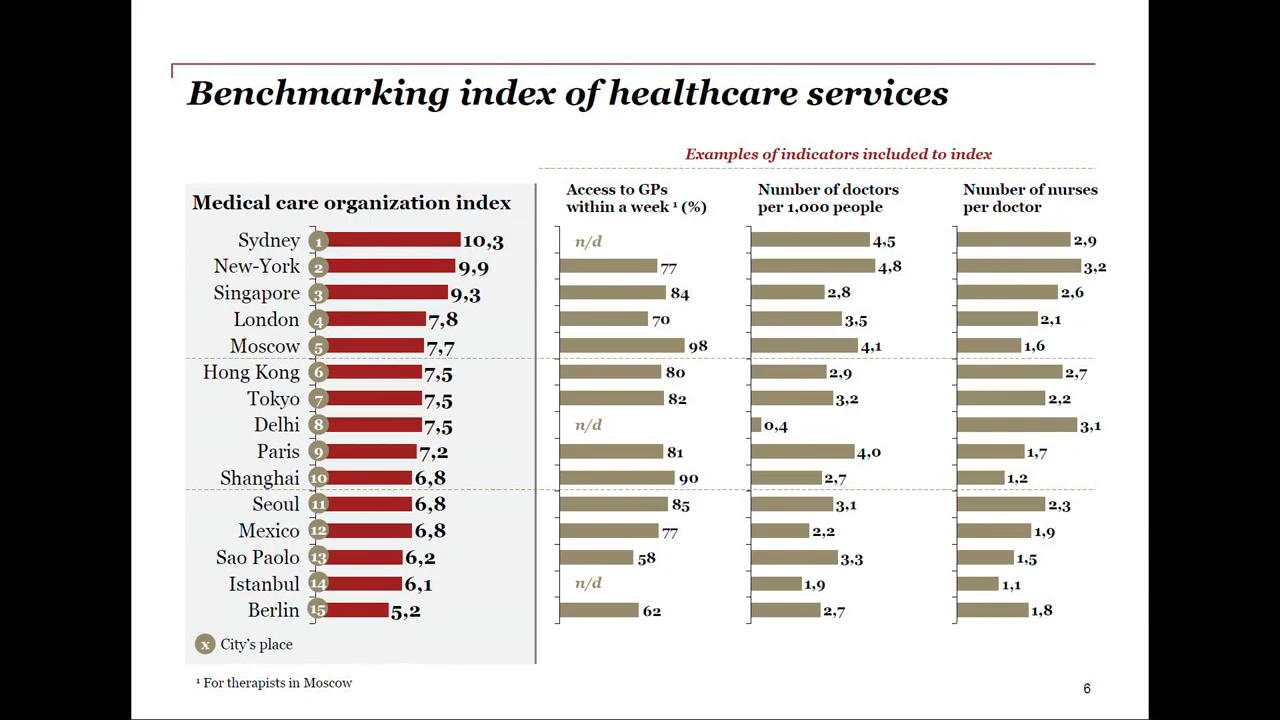 Benchmarking index of healthcare services
Examples of indicators included to index
Medical care organization index
Access to GPs
within a week ¹ (%)
Number of doctors
per 1,000 people
Number of nurses
per doctor
Sydney 1 10,3 n/d 4,5 2,9
New-York 2 9,9 77 4,8 3,2
Singapore 3 9,3 84 2,8 2,6
London 4 7,8 70 3,5 2,1
Moscow 5 7,7 98 4,1 1,6
Hong Kong 6 7,5 80 2,9 2,7
Tokyo 7 7,5 82 3,2 2,2
Delhi 8 7,5 n/d 0,4 3,1
Paris 9 7,2 81 4,0 1,7
Shanghai 10 6,8 90 2,7 1,2
Seoul 11 6,8 85 3,1 2,3
Mexico 12 6,8 77 2,2 1,9
Sao Paolo 13 6,2 58 3,3 1,5
Istanbul 14 6,1 n/d 1,9 1,1
Berlin 15 5,2 62 2,7 1,8
x City's place
¹ For therapists in Moscow
6